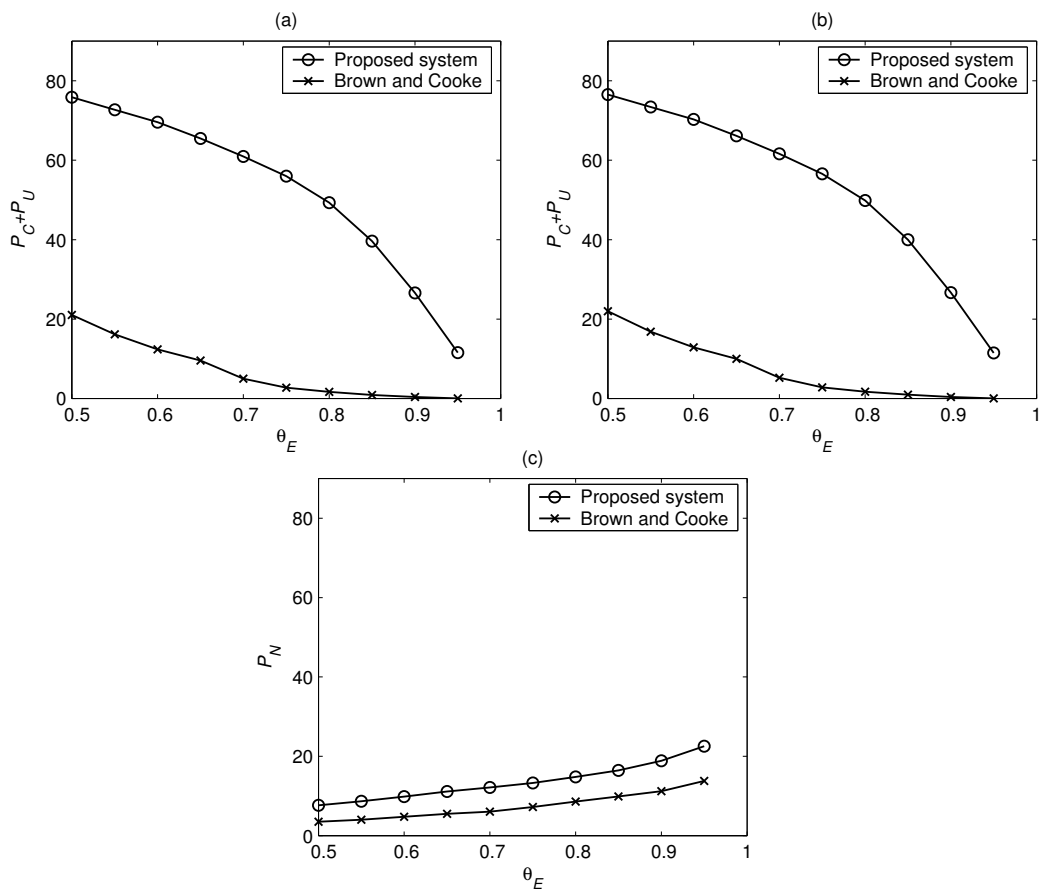 (a)
Proposed system
Brown and Cooke
80
60
40
20
0
0.5 0.6 0.7 0.8 0.9 1
P_C+P_U
θ_E
(b)
Proposed system
Brown and Cooke
80
60
40
20
0
0.5 0.6 0.7 0.8 0.9 1
P_C+P_U
θ_E
(c)
Proposed system
Brown and Cooke
80
60
40
20
0
0.5 0.6 0.7 0.8 0.9 1
P_N
θ_E